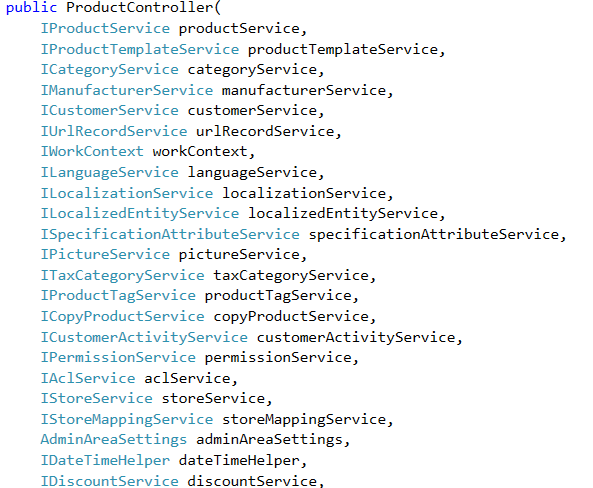 public ProductController(
IProductService productService,
IProductTemplateService productTemplateService,
ICategoryService categoryService,
IManufacturerService manufacturerService,
ICustomerService customerService,
IUrlRecordService urlRecordService,
IWorkContext workContext,
ILanguageService languageService,
ILocalizationService localizationService,
ILocalizedEntityService localizedEntityService,
ISpecificationAttributeService specificationAttributeService,
IPictureService pictureService,
ITaxCategoryService taxCategoryService,
IProductTagService productTagService,
ICopyProductService copyProductService,
ICustomerActivityService customerActivityService,
IPermissionService permissionService,
IAclService aclService,
IStoreService storeService,
IStoreMappingService storeMappingService,
AdminAreaSettings adminAreaSettings,
IDateTimeHelper dateTimeHelper,
IDiscountService discountService,